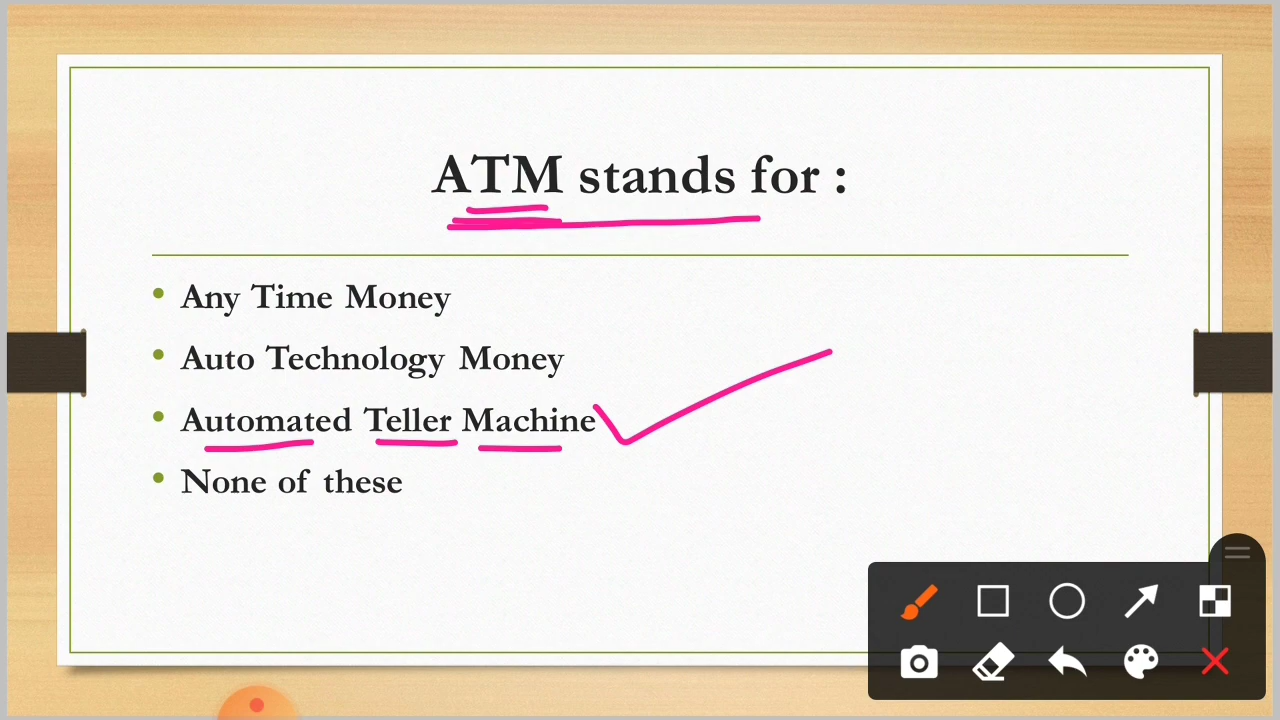 ATM stands for :
Any Time Money
Auto Technology Money
Automated Teller Machine
None of these